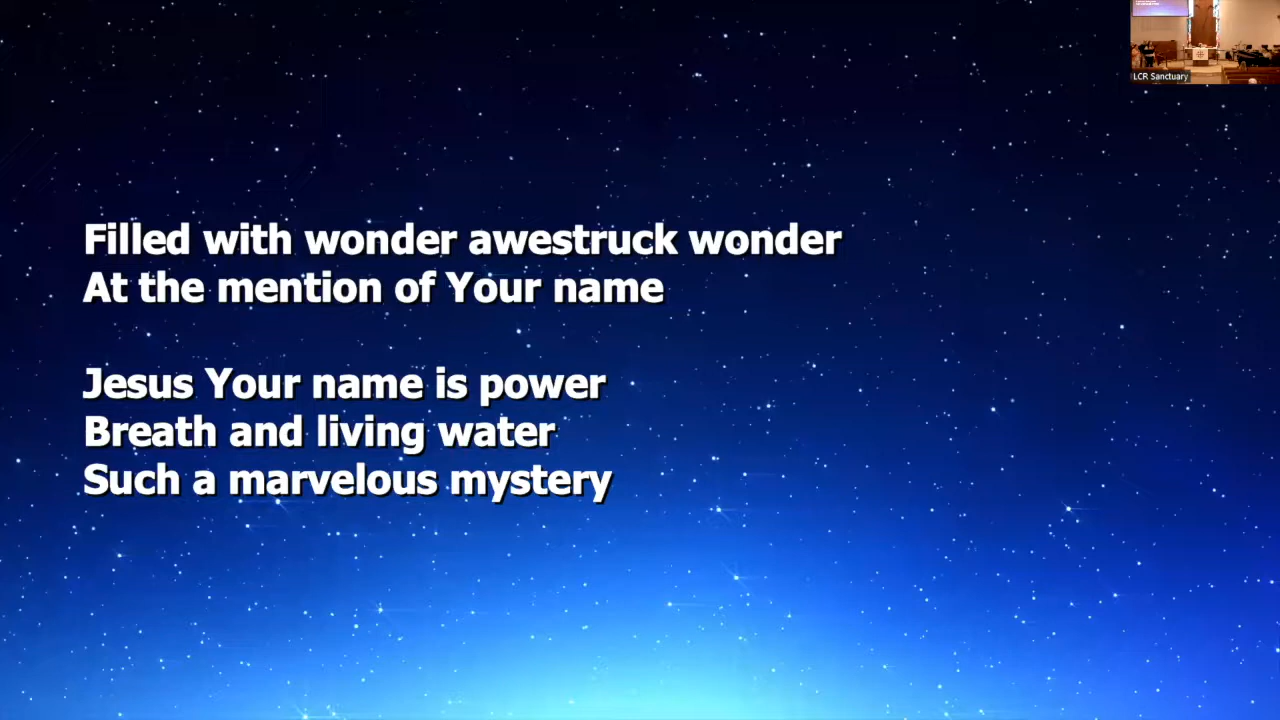 Filled with wonder awestruck wonder
At the mention of Your name
Jesus Your name is power
Breath and living water
Such a marvelous mystery
LCR Sanctuary